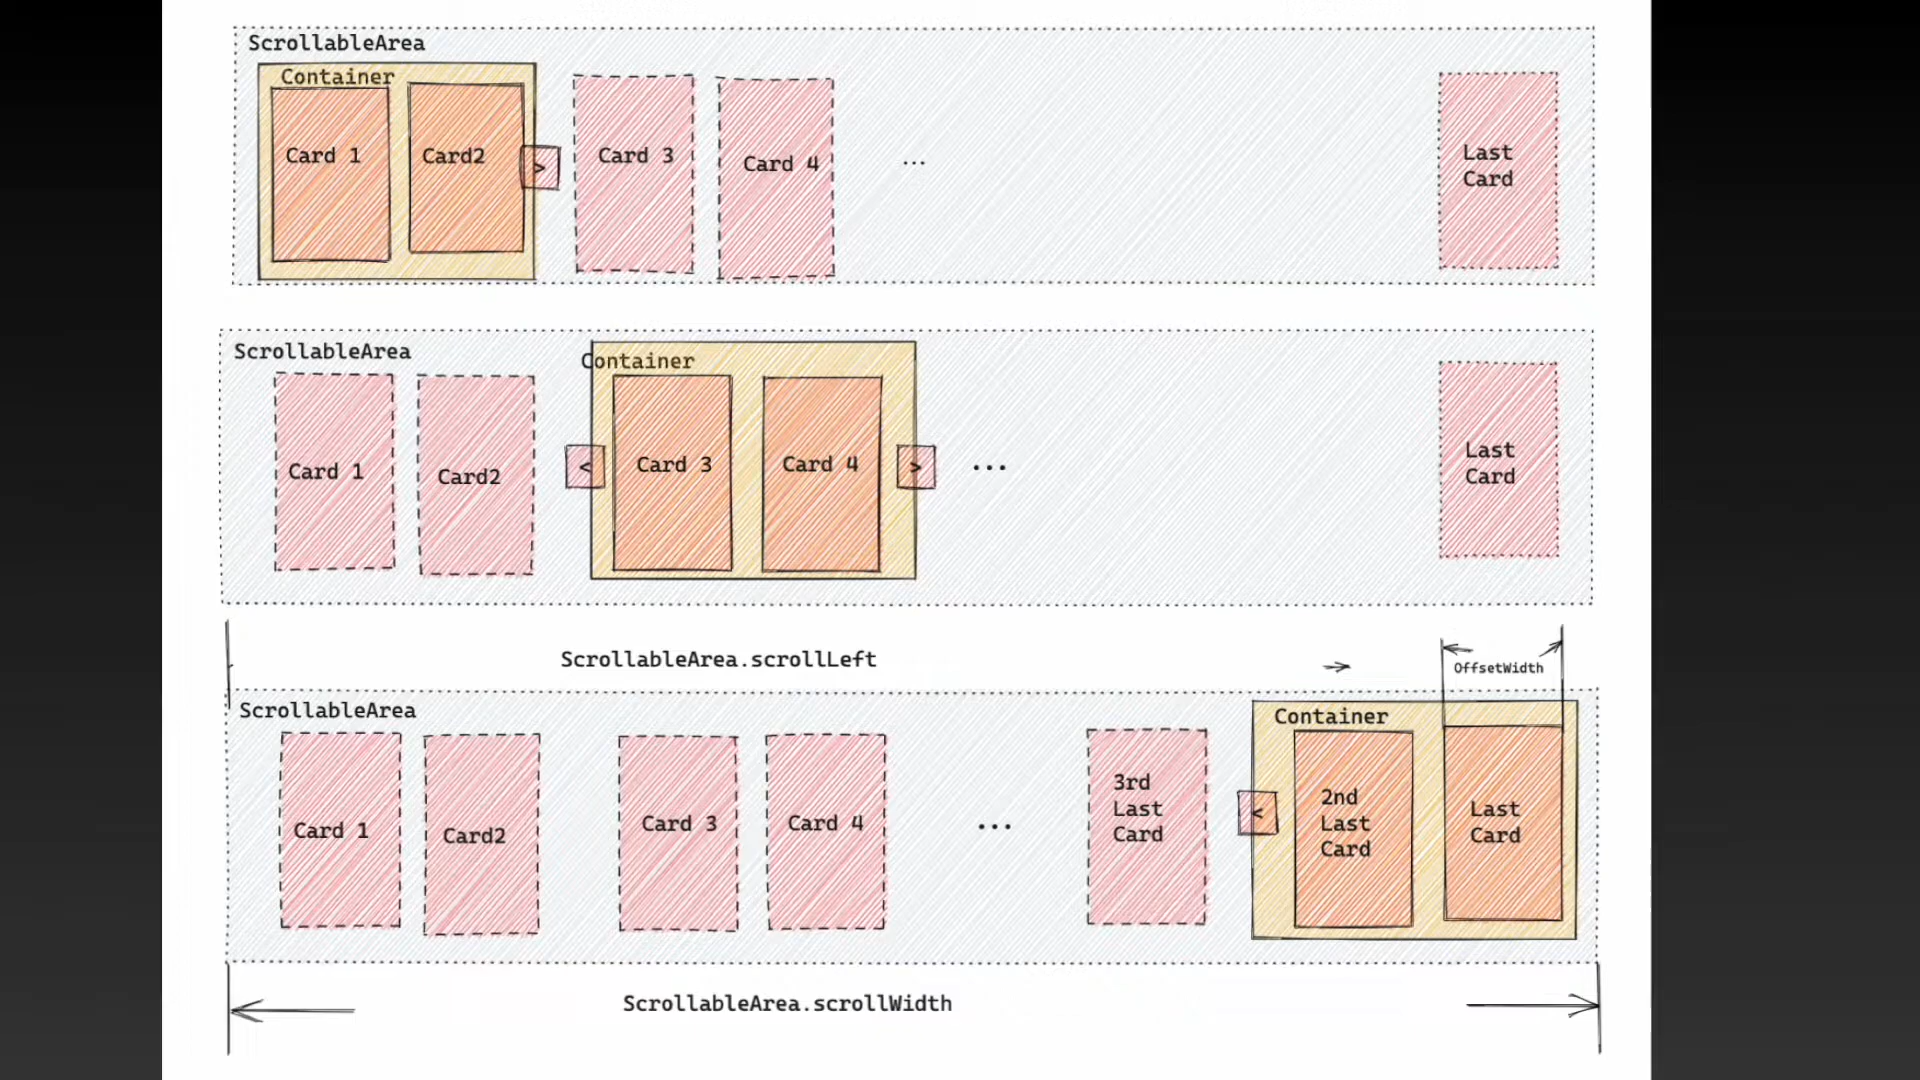 ScrollableArea
Container
Card 1
Card2
>
Card 3
Card 4
...
Last
Card
ScrollableArea
Container
Card 1
Card2
<
Card 3
Card 4
>
...
Last
Card
ScrollableArea.scrollLeft
OffsetWidth
ScrollableArea
Container
Card 1
Card2
Card 3
Card 4
...
3rd
Last
Card
<
2nd
Last
Card
Last
Card
ScrollableArea.scrollWidth